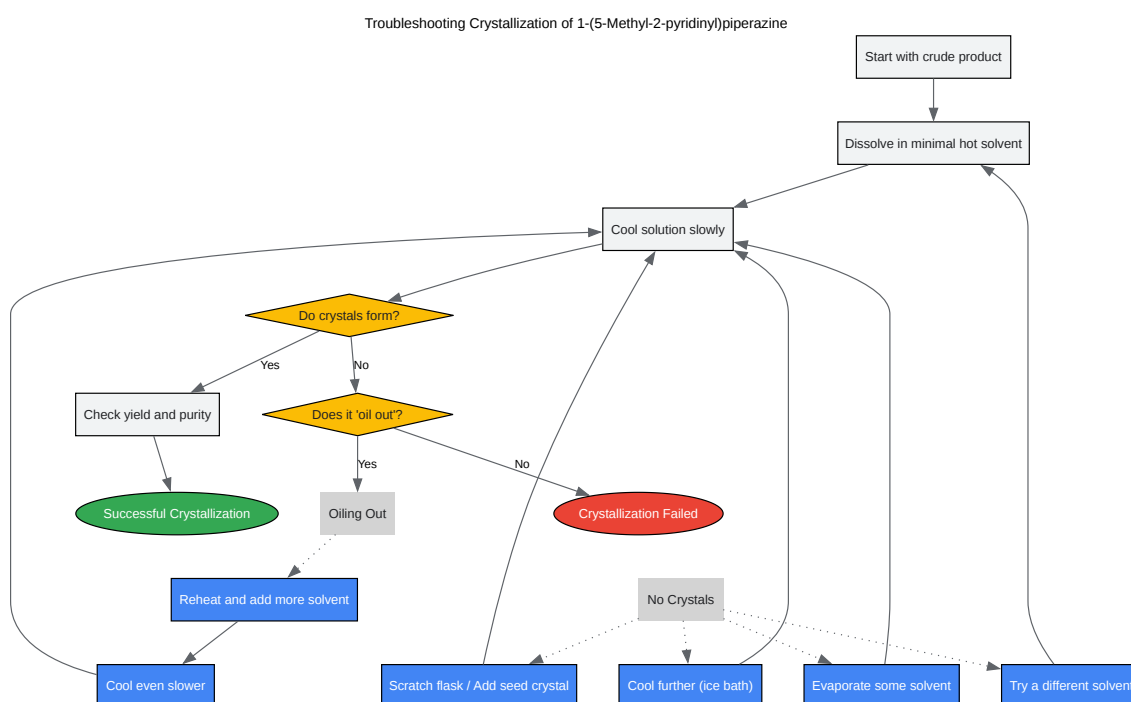 Troubleshooting Crystallization of 1-(5-Methyl-2-pyridinyl)piperazine
Start with crude product
Dissolve in minimal hot solvent
Cool solution slowly
Do crystals form?
Yes
No
Check yield and purity
Does it 'oil out'?
Yes
No
Successful Crystallization
Oiling Out
Crystallization Failed
Reheat and add more solvent
No Crystals
Cool even slower
Scratch flask / Add seed crystal
Cool further (ice bath)
Evaporate some solvent
Try a different solvent